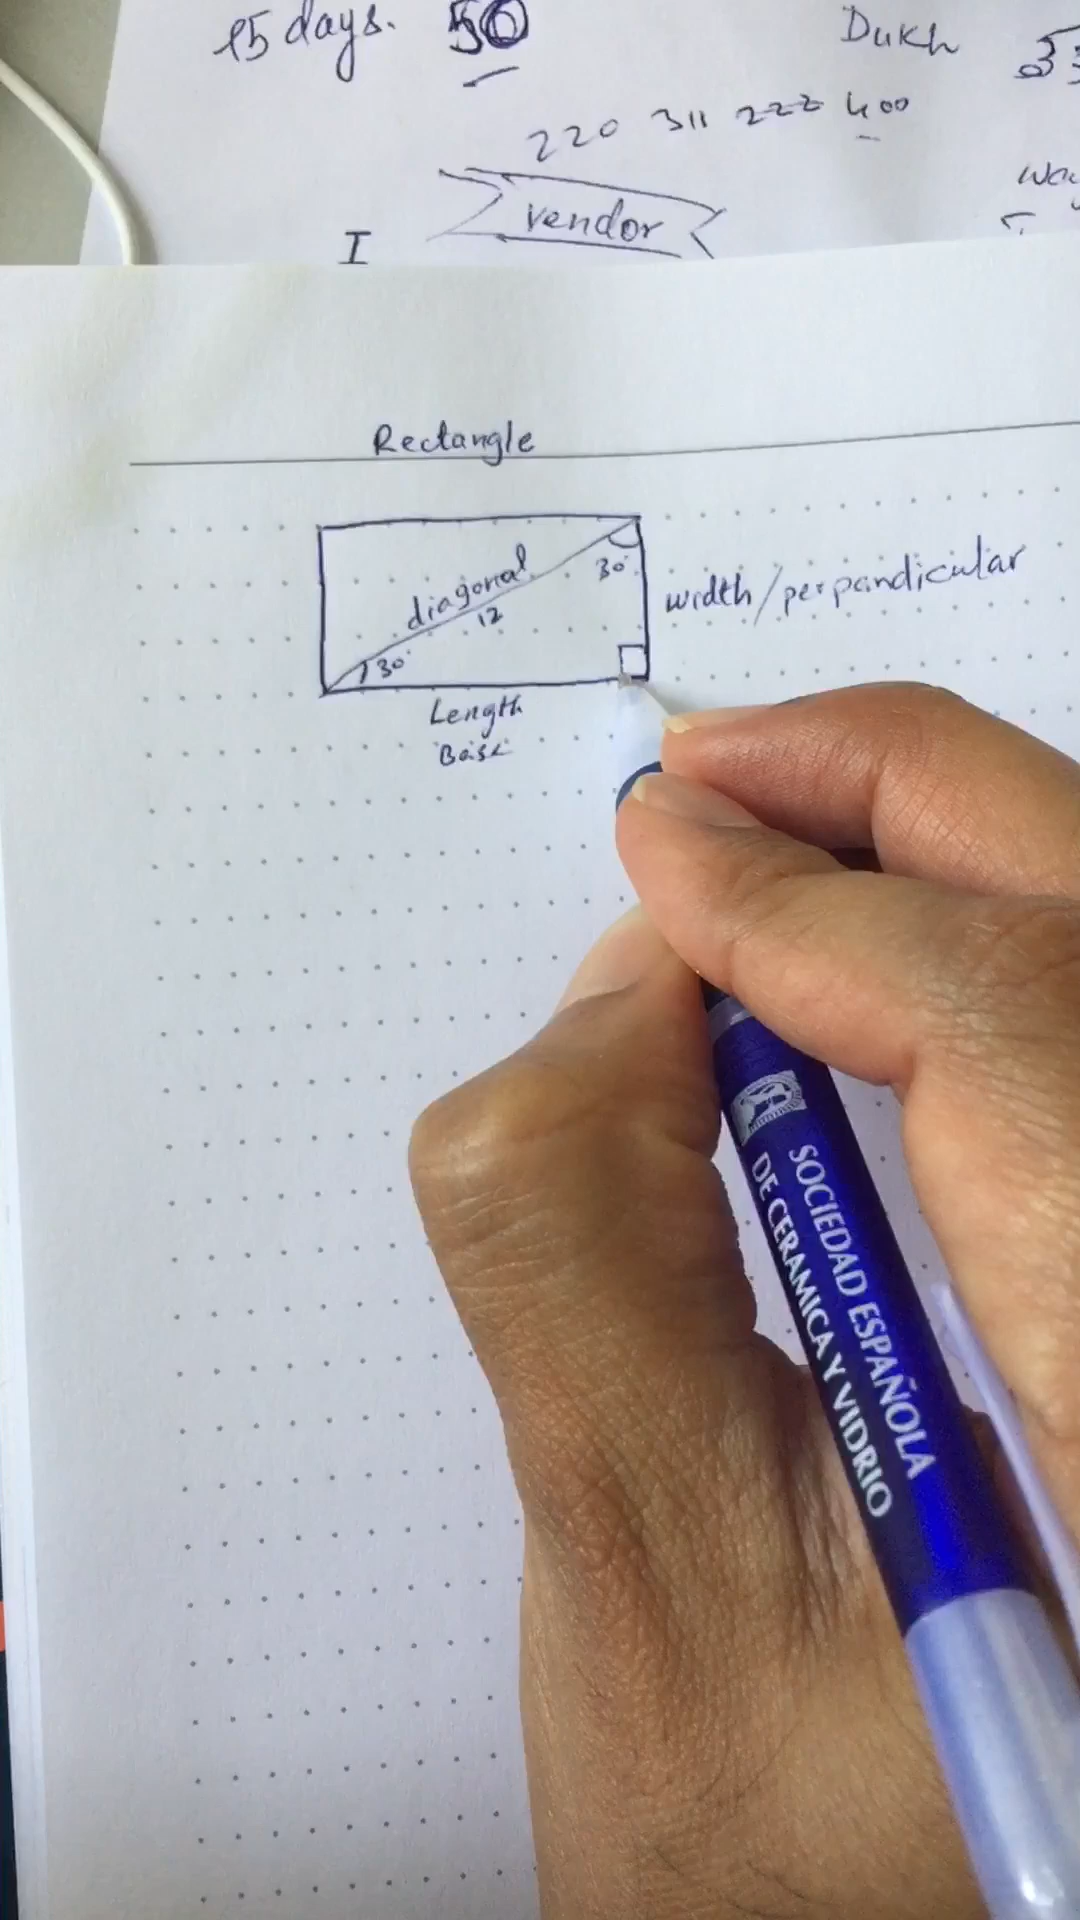 15 days. 50
Dukh
220 311 222 400
vendor
I
Rectangle
diagonal
12
30°
30°
width/perpandicular
Length
Base
SOCIEDAD ESPAÑOLA
DE CERAMICA Y VIDRIO